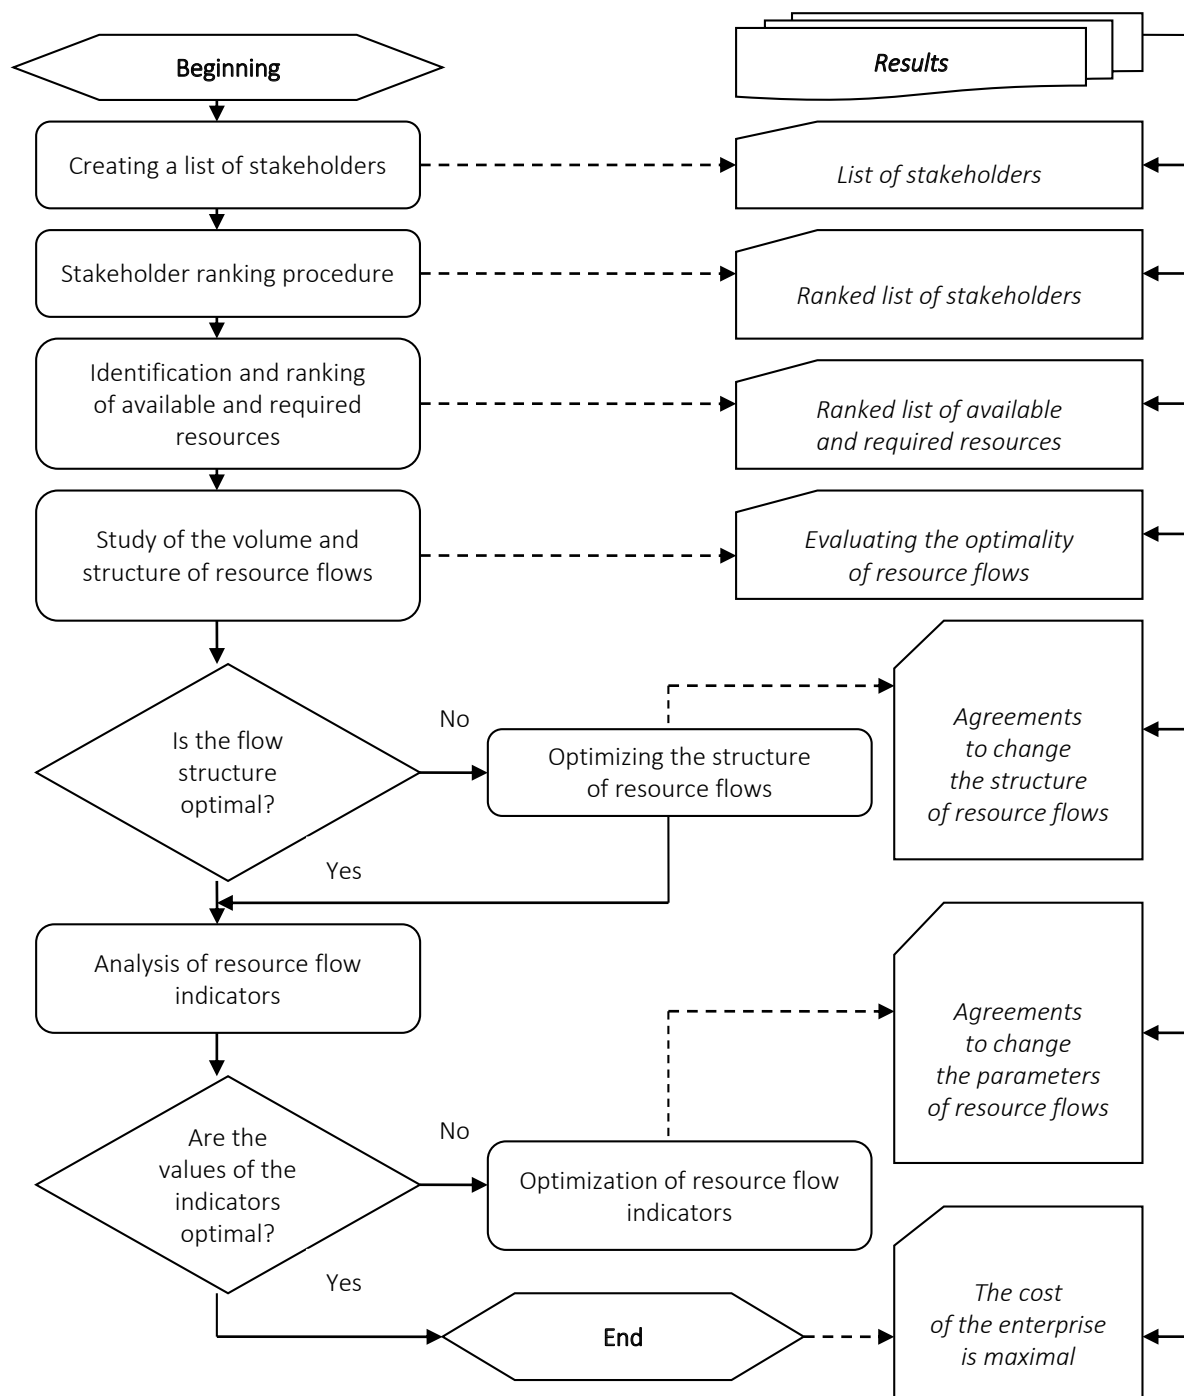 Beginning
Results
Creating a list of stakeholders
List of stakeholders
Stakeholder ranking procedure
Ranked list of stakeholders
Identification and ranking
of available and required
resources
Ranked list of available
and required resources
Study of the volume and
structure of resource flows
Evaluating the optimality
of resource flows
Is the flow
structure
optimal?
No
Optimizing the structure
of resource flows
Agreements
to change
the structure
of resource flows
Yes
Analysis of resource flow
indicators
Agreements
to change
the parameters
of resource flows
Are the
values of the
indicators
optimal?
No
Optimization of resource flow
indicators
Yes
End
The cost
of the enterprise
is maximal